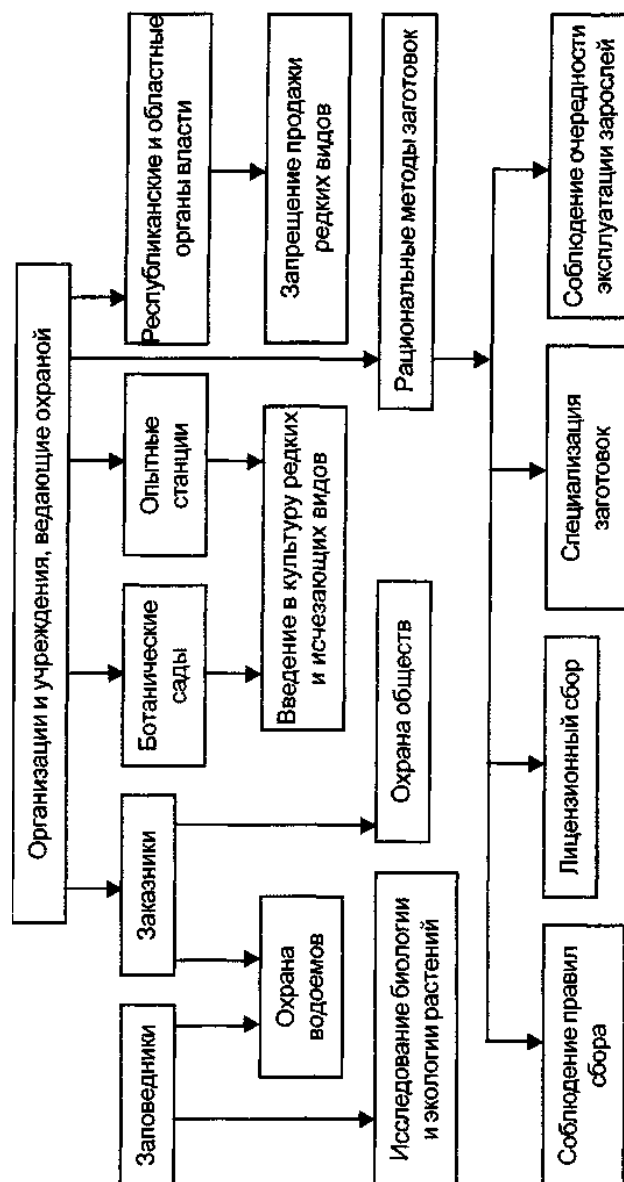 Организации и учреждения, ведающие охраной
Заповедники
Заказники
Ботанические
сады
Опытные
станции
Республиканские и областные
органы власти
Охрана
водоемов
Введение в культуру редких
и исчезающих видов
Запрещение продажи
редких видов
Исследование биологии
и экологии растений
Охрана обществ
Рациональные методы заготовок
Соблюдение правил
сбора
Лицензионный сбор
Специализация
заготовок
Соблюдение очередности
эксплуатации зарослей